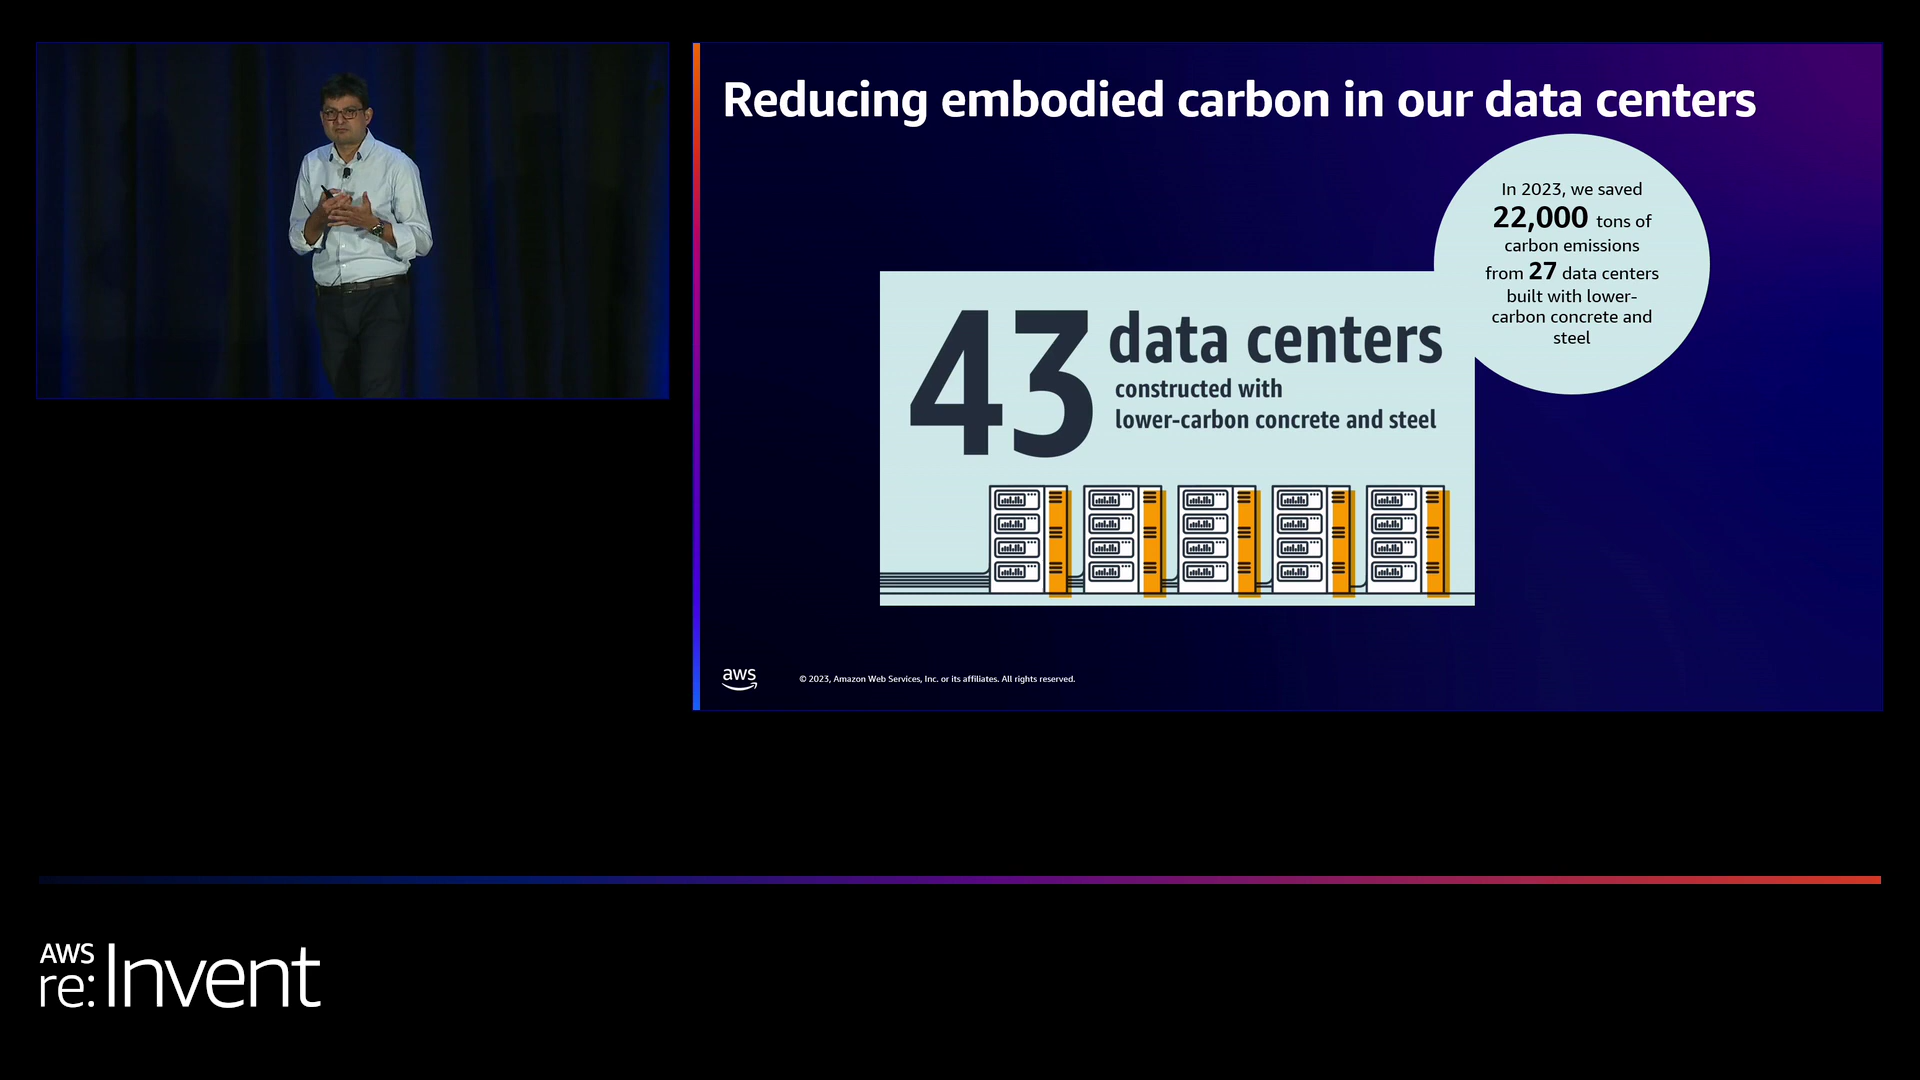 Reducing embodied carbon in our data centers
In 2023, we saved
22,000 tons of
carbon emissions
from 27 data centers
built with lower-
carbon concrete and
steel
43 data centers
constructed with
lower-carbon concrete and steel
aws
© 2023, Amazon Web Services, Inc. or its affiliates. All rights reserved.
AWS
re:Invent